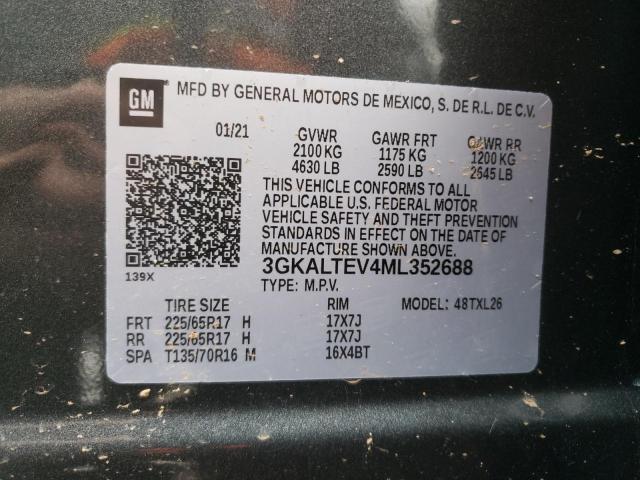 GM
MFD BY GENERAL MOTORS DE MEXICO, S. DE R.L. DE C.V.
01/21 GVWR GAWR FRT GAWR RR
2100 KG 1175 KG 1200 KG
4630 LB 2590 LB 2645 LB
THIS VEHICLE CONFORMS TO ALL
APPLICABLE U.S. FEDERAL MOTOR
VEHICLE SAFETY AND THEFT PREVENTION
STANDARDS IN EFFECT ON THE DATE OF
MANUFACTURE SHOWN ABOVE.
139X
3GKALTEV4ML352688
TYPE: M.P.V.
TIRE SIZE RIM MODEL: 48TXL26
FRT 225/65R17 H 17X7J
RR 225/65R17 H 17X7J
SPA T135/70R16 M 16X4BT